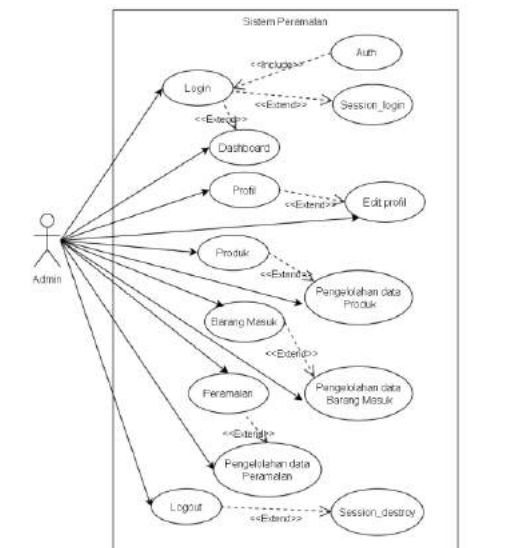 Sistem Peramalan
Auth
<<Include>>
Login
<<Extend>>
Session_login
<<Extend>>
Dashboard
Profil
<<Extend>>
Edit profil
Admin
Produk
<<Extend>>
Pengelolahan data
Produk
Barang Masuk
<<Extend>>
Pengelolahan data
Barang Masuk
Peramalan
<<Extend>>
Pengelolahan data
Peramalan
Logout
<<Extend>>
Session_destroy